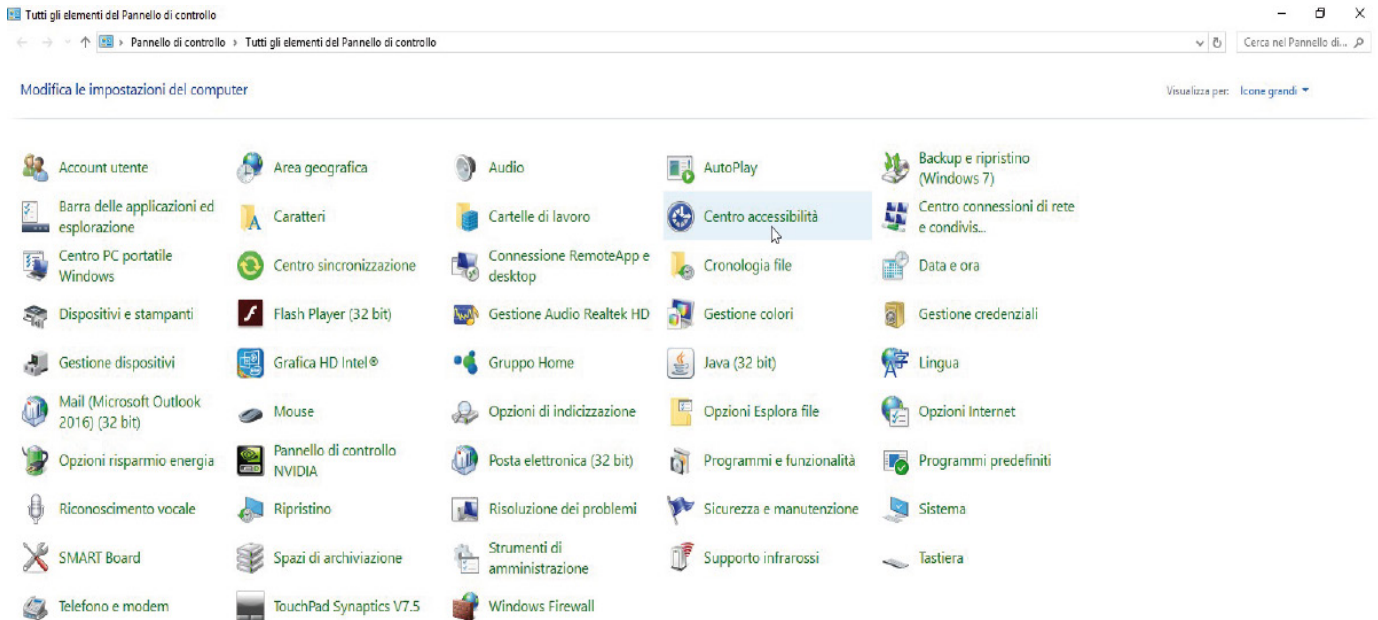 Tutti gli elementi del Pannello di controllo
Pannello di controllo › Tutti gli elementi del Pannello di controllo
Cerca nel Pannello di...
Modifica le impostazioni del computer
Visualizza per: Icone grandi
Account utente
Area geografica
Audio
AutoPlay
Backup e ripristino
(Windows 7)
Barra delle applicazioni ed
esplorazione
Caratteri
Cartelle di lavoro
Centro accessibilità
Centro connessioni di rete
e condivis...
Centro PC portatile
Windows
Centro sincronizzazione
Connessione RemoteApp e
desktop
Cronologia file
Data e ora
Dispositivi e stampanti
Flash Player (32 bit)
Gestione Audio Realtek HD
Gestione colori
Gestione credenziali
Gestione dispositivi
Grafica HD Intel®
Gruppo Home
Java (32 bit)
Lingua
Mail (Microsoft Outlook
2016) (32 bit)
Mouse
Opzioni di indicizzazione
Opzioni Esplora file
Opzioni Internet
Opzioni risparmio energia
Pannello di controllo
NVIDIA
Posta elettronica (32 bit)
Programmi e funzionalità
Programmi predefiniti
Riconoscimento vocale
Ripristino
Risoluzione dei problemi
Sicurezza e manutenzione
Sistema
SMART Board
Spazi di archiviazione
Strumenti di
amministrazione
Supporto infrarossi
Tastiera
Telefono e modem
TouchPad Synaptics V7.5
Windows Firewall